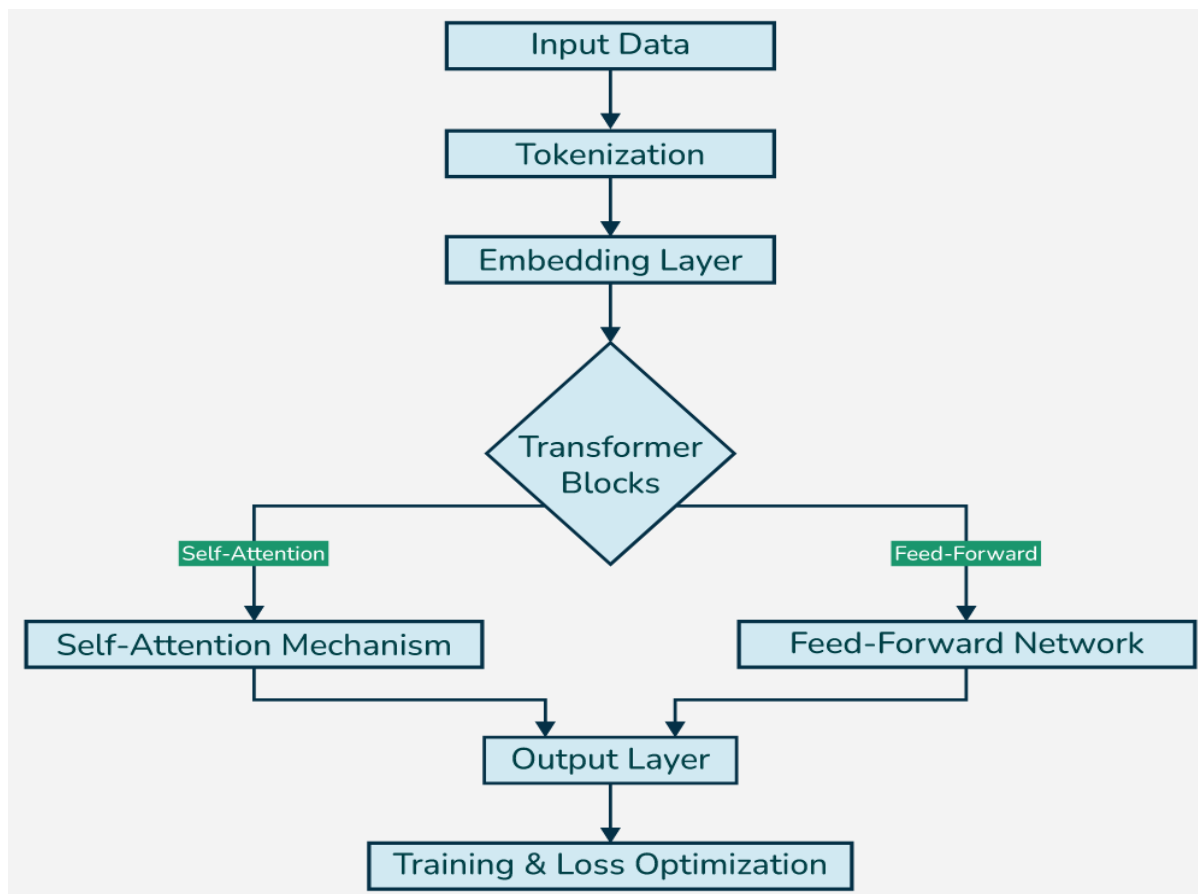 Input Data
Tokenization
Embedding Layer
Transformer
Blocks
Self-Attention
Feed-Forward
Self-Attention Mechanism
Feed-Forward Network
Output Layer
Training & Loss Optimization